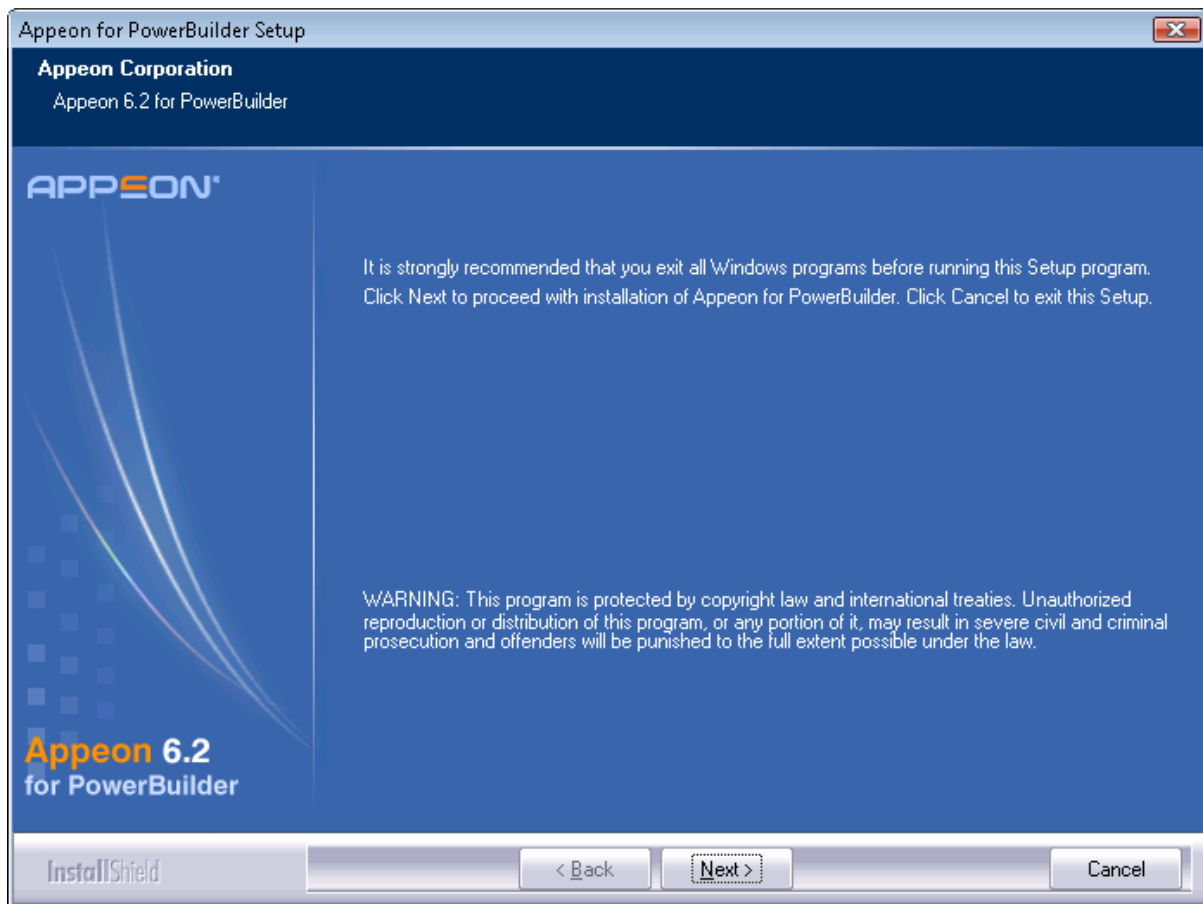 Appeon for PowerBuilder Setup
Appeon Corporation
Appeon 6.2 for PowerBuilder
APPEON®
It is strongly recommended that you exit all Windows programs before running this Setup program.
Click Next to proceed with installation of Appeon for PowerBuilder. Click Cancel to exit this Setup.
WARNING: This program is protected by copyright law and international treaties. Unauthorized
reproduction or distribution of this program, or any portion of it, may result in severe civil and criminal
prosecution and offenders will be punished to the full extent possible under the law.
Appeon 6.2
for PowerBuilder
InstallShield
< Back
Next >
Cancel